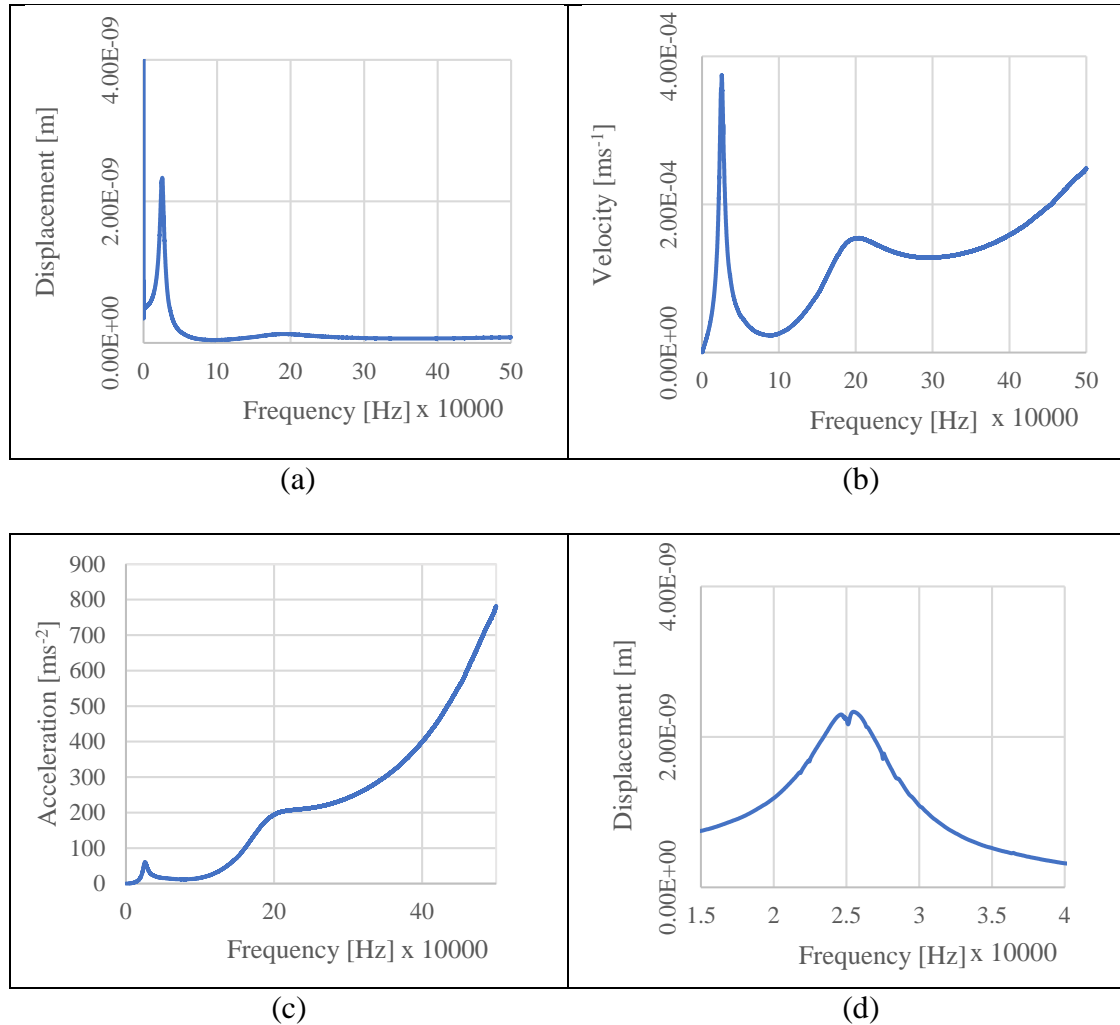 4.00E-09
2.00E-09
0.00E+00
Displacement [m]
0 10 20 30 40 50
Frequency [Hz] x 10000
(a)
4.00E-04
2.00E-04
0.00E+00
Velocity [ms-1]
0 10 20 30 40 50
Frequency [Hz] x 10000
(b)
900
800
700
600
500
400
300
200
100
0
Acceleration [ms-2]
0 20 40
Frequency [Hz] x 10000
(c)
4.00E-09
2.00E-09
0.00E+00
Displacement [m]
1.5 2 2.5 3 3.5 4
Frequency [Hz] x 10000
(d)